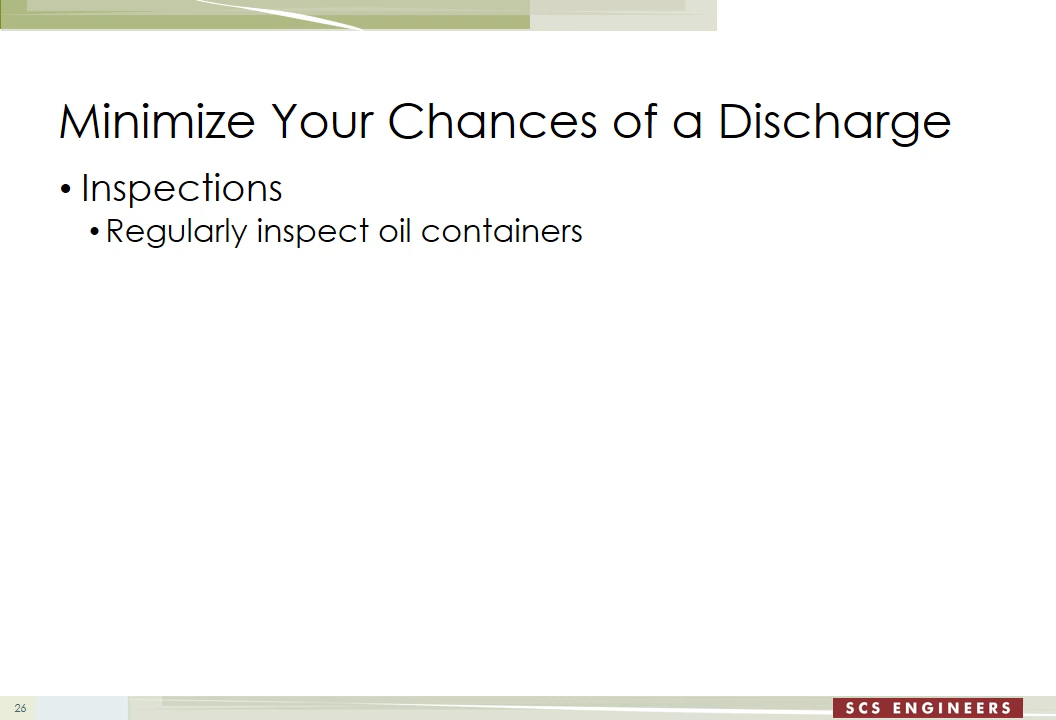 Minimize Your Chances of a Discharge
• Inspections
• Regularly inspect oil containers
26
SCS ENGINEERS